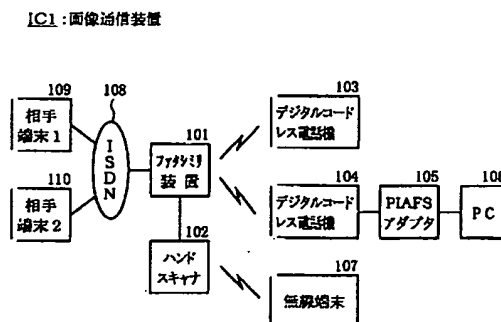 IC1:画像通信装置
109
相手
端末1
108
ISDN
110
相手
端末2
101
ファクシミリ
装置
102
ハンド
スキャナ
103
デジタルコード
レス電話機
104
デジタルコード
レス電話機
105
PIAFS
アダプタ
108
PC
107
無線端末